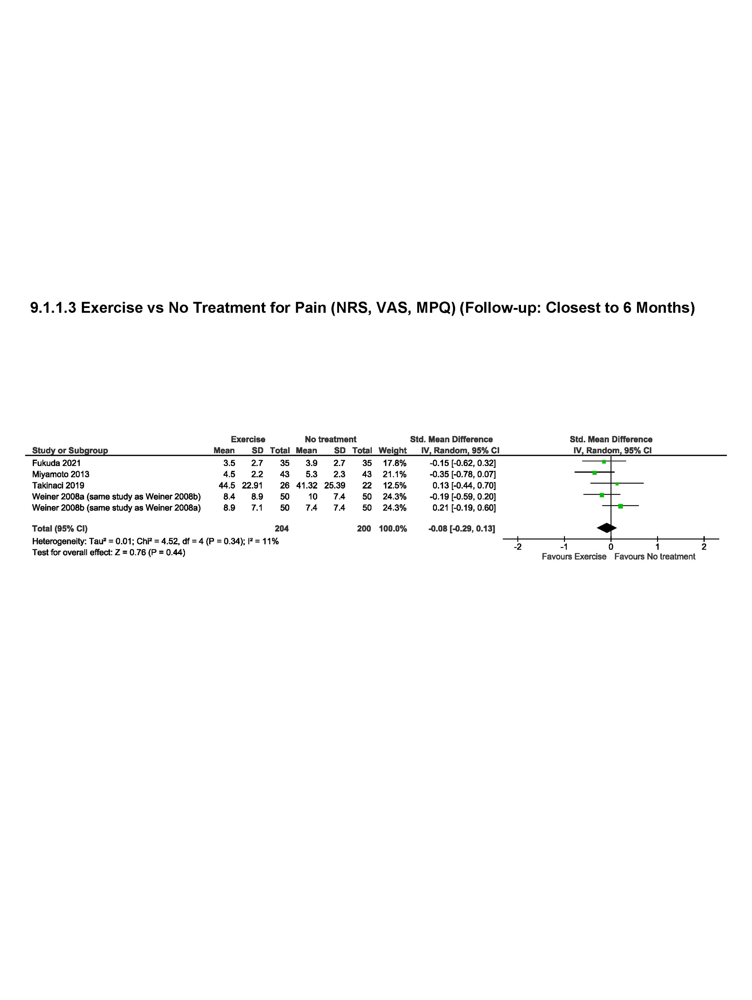 9.1.1.3 Exercise vs No Treatment for Pain (NRS, VAS, MPQ) (Follow-up: Closest to 6 Months)
Exercise No treatment Std. Mean Difference Std. Mean Difference
Study or Subgroup Mean SD Total Mean SD Total Weight IV, Random, 95% CI IV, Random, 95% CI
Fukuda 2021 3.5 2.7 35 3.9 2.7 35 17.8% -0.15 [-0.62, 0.32]
Miyamoto 2013 4.5 2.2 43 5.3 2.3 43 21.1% -0.35 [-0.78, 0.07]
Takinaci 2019 44.5 22.91 26 41.32 25.39 22 12.5% 0.13 [-0.44, 0.70]
Weiner 2008a (same study as Weiner 2008b) 8.4 8.9 50 10 7.4 50 24.3% -0.19 [-0.59, 0.20]
Weiner 2008b (same study as Weiner 2008a) 8.9 7.1 50 7.4 7.4 50 24.3% 0.21 [-0.19, 0.60]
Total (95% CI) 204 200 100.0% -0.08 [-0.29, 0.13]
Heterogeneity: Tau² = 0.01; Chi² = 4.52, df = 4 (P = 0.34); I² = 11%
Test for overall effect: Z = 0.76 (P = 0.44)
-2 -1 0 1 2
Favours Exercise Favours No treatment